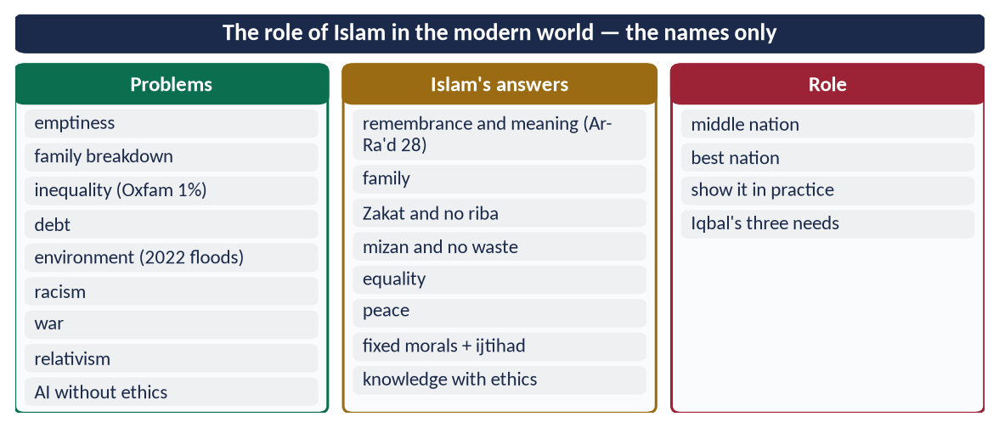 The role of Islam in the modern world — the names only
Problems
emptiness
family breakdown
inequality (Oxfam 1%)
debt
environment (2022 floods)
racism
war
relativism
AI without ethics
Islam's answers
remembrance and meaning (Ar-
Ra'd 28)
family
Zakat and no riba
mizan and no waste
equality
peace
fixed morals + ijtihad
knowledge with ethics
Role
middle nation
best nation
show it in practice
Iqbal's three needs